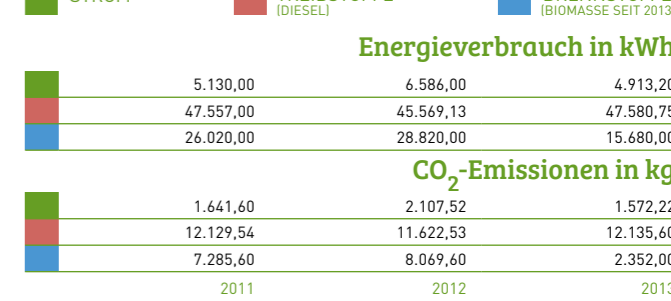 (DIESEL) (BIOMASSE SEIT 2013
Energieverbrauch in kWh
5.130,00 6.586,00 4.913,20
47.557,00 45.569,13 47.580,75
26.020,00 28.820,00 15.680,00
CO2-Emissionen in kg
1.641,60 2.107,52 1.572,22
12.129,54 11.622,53 12.135,60
7.285,60 8.069,60 2.352,00
2011 2012 2013